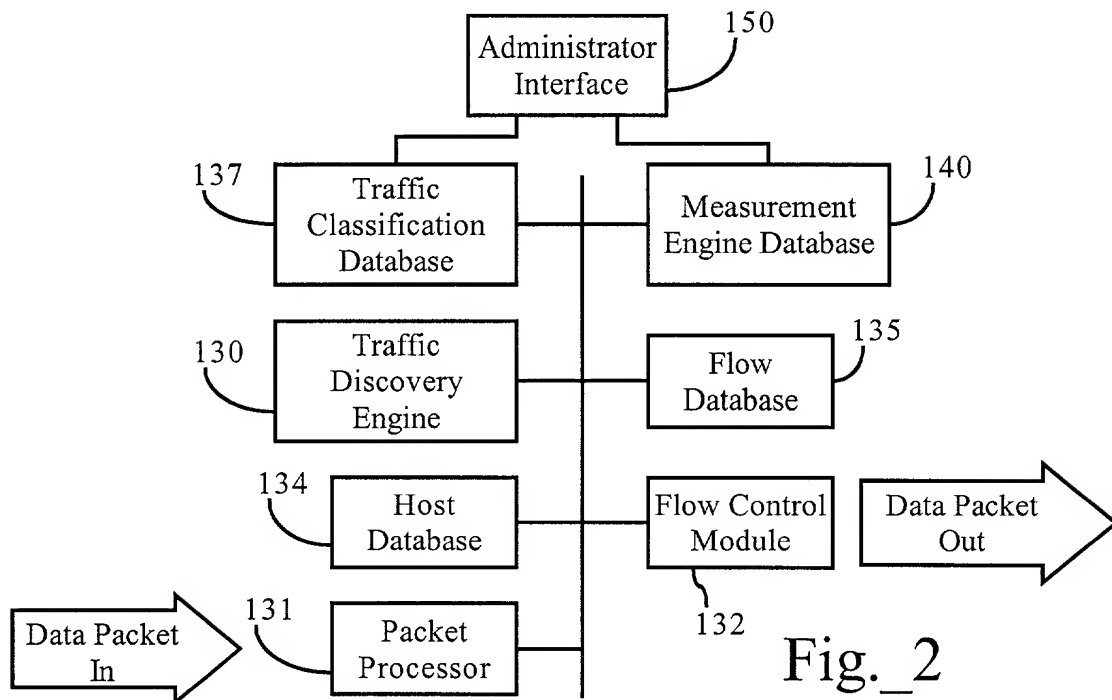 150
Administrator
Interface
137
Traffic
Classification
Database
140
Measurement
Engine Database
130
Traffic
Discovery
Engine
135
Flow
Database
134
Host
Database
Flow Control
Module
132
Data Packet
Out
Data Packet
In
131
Packet
Processor
Fig._2